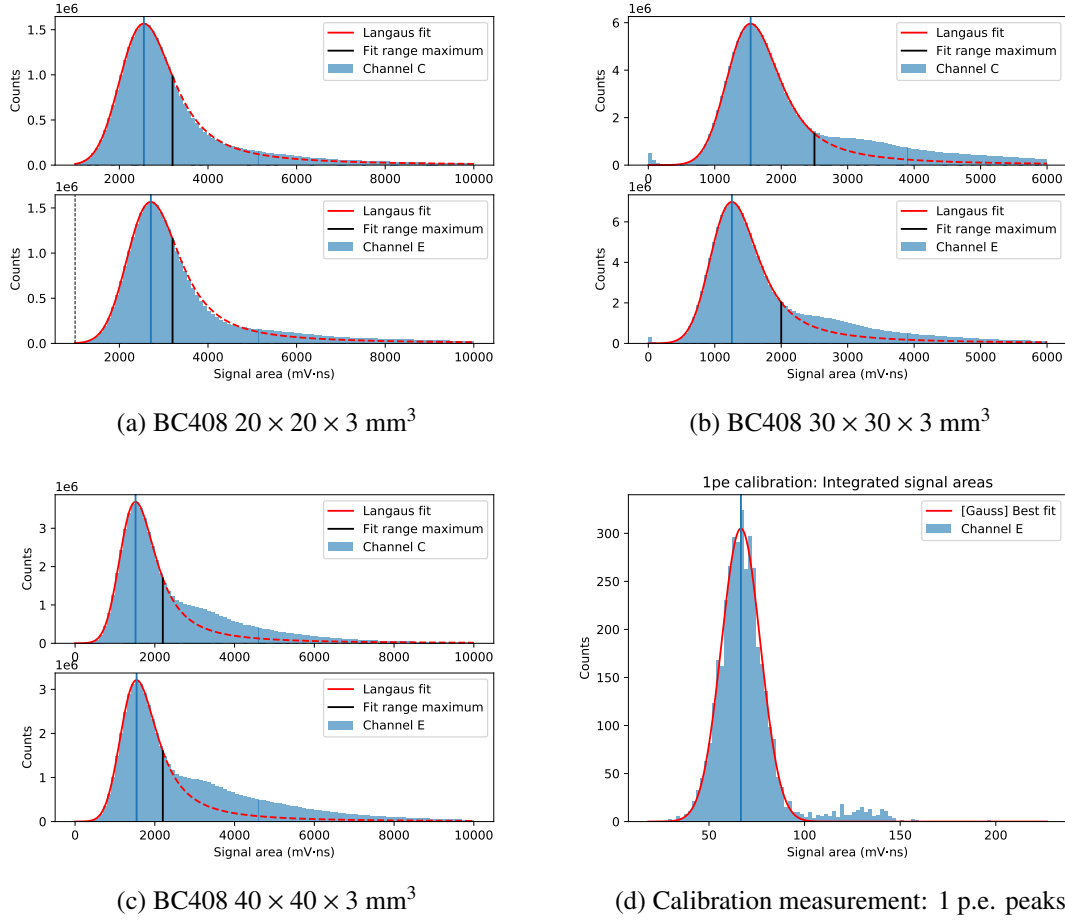 1e6
Counts
1.5
1.0
0.5
0.0
Langaus fit
Fit range maximum
Channel C
2000 4000 6000 8000 10000
1e6
Counts
1.5
1.0
0.5
0.0
Langaus fit
Fit range maximum
Channel E
2000 4000 6000 8000 10000
Signal area (mV·ns)
(a) BC408 20 × 20 × 3 mm³
1e6
Counts
6
4
2
0
Langaus fit
Fit range maximum
Channel C
0 1000 2000 3000 4000 5000 6000
1e6
Counts
6
4
2
0
Langaus fit
Fit range maximum
Channel E
0 1000 2000 3000 4000 5000 6000
Signal area (mV·ns)
(b) BC408 30 × 30 × 3 mm³
1e6
Counts
3
2
1
0
Langaus fit
Fit range maximum
Channel C
0 2000 4000 6000 8000 10000
1e6
Counts
3
2
1
0
Langaus fit
Fit range maximum
Channel E
0 2000 4000 6000 8000 10000
Signal area (mV·ns)
(c) BC408 40 × 40 × 3 mm³
1pe calibration: Integrated signal areas
Counts
300
250
200
150
100
50
0
[Gauss] Best fit
Channel E
50 100 150 200
Signal area (mV·ns)
(d) Calibration measurement: 1 p.e. peaks